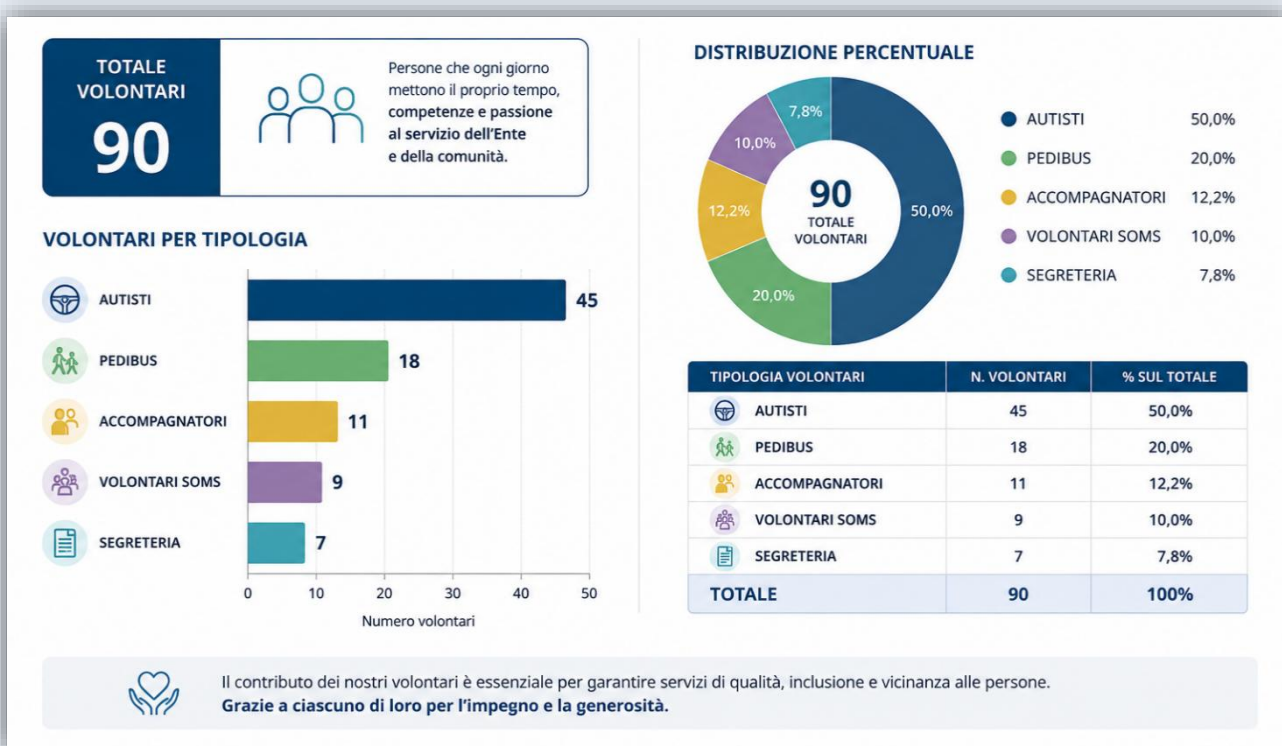 TOTALE
VOLONTARI
90
Persone che ogni giorno
mettono il proprio tempo,
competenze e passione
al servizio dell'Ente
e della comunità.
VOLONTARI PER TIPOLOGIA
AUTISTI
45
PEDIBUS
18
ACCOMPAGNATORI
11
VOLONTARI SOMS
9
SEGRETERIA
7
0 10 20 30 40 50
Numero volontari
DISTRIBUZIONE PERCENTUALE
7,8%
10,0%
12,2%
20,0%
50,0%
90
TOTALE
VOLONTARI
AUTISTI 50,0%
PEDIBUS 20,0%
ACCOMPAGNATORI 12,2%
VOLONTARI SOMS 10,0%
SEGRETERIA 7,8%
TIPOLOGIA VOLONTARI N. VOLONTARI % SUL TOTALE
AUTISTI 45 50,0%
PEDIBUS 18 20,0%
ACCOMPAGNATORI 11 12,2%
VOLONTARI SOMS 9 10,0%
SEGRETERIA 7 7,8%
TOTALE 90 100%
Il contributo dei nostri volontari è essenziale per garantire servizi di qualità, inclusione e vicinanza alle persone.
Grazie a ciascuno di loro per l'impegno e la generosità.